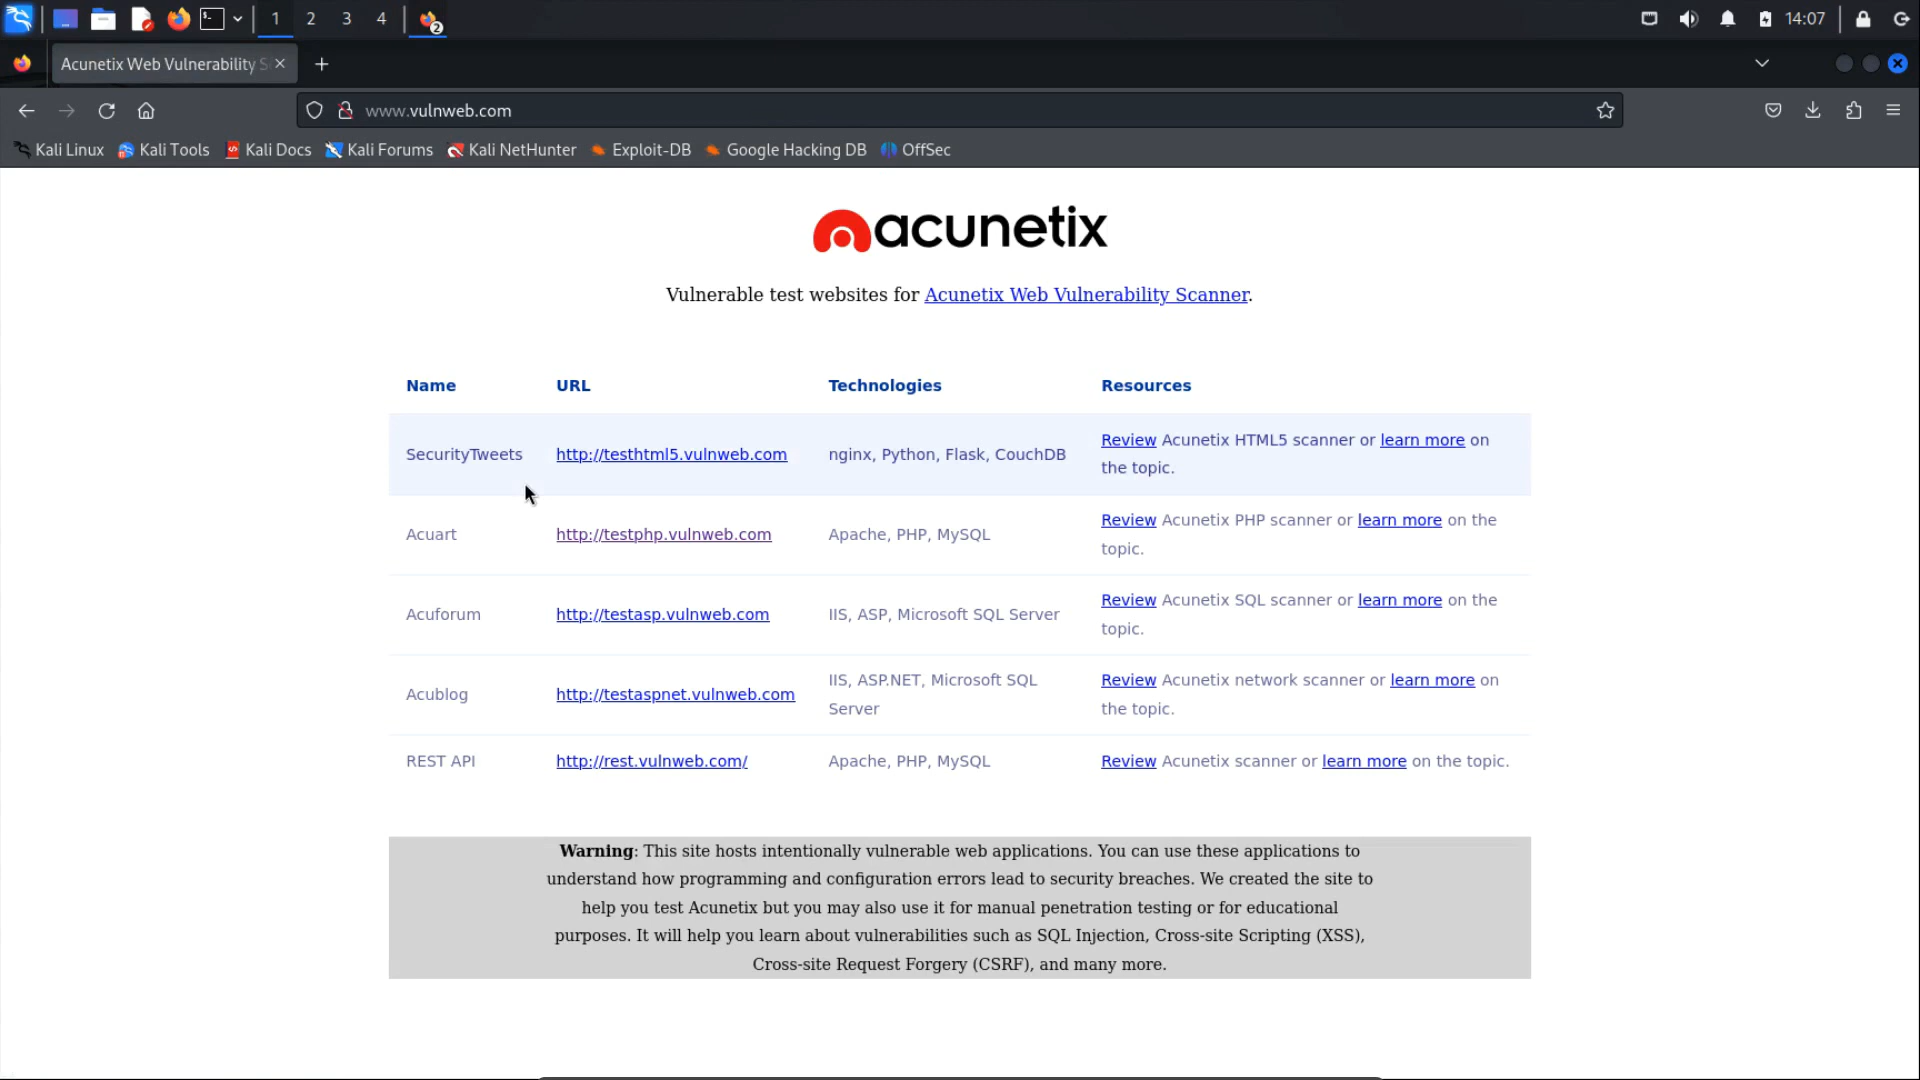 1 2 3 4 2 14:07
Acunetix Web Vulnerability S
www.vulnweb.com
Kali Linux Kali Tools Kali Docs Kali Forums Kali NetHunter Exploit-DB Google Hacking DB OffSec
acunetix
Vulnerable test websites for Acunetix Web Vulnerability Scanner.
Name URL Technologies Resources
SecurityTweets http://testhtml5.vulnweb.com nginx, Python, Flask, CouchDB Review Acunetix HTML5 scanner or learn more on
the topic.
Acuart http://testphp.vulnweb.com Apache, PHP, MySQL Review Acunetix PHP scanner or learn more on the
topic.
Acuforum http://testasp.vulnweb.com IIS, ASP, Microsoft SQL Server Review Acunetix SQL scanner or learn more on the
topic.
Acublog http://testaspnet.vulnweb.com IIS, ASP.NET, Microsoft SQL
Server Review Acunetix network scanner or learn more on
the topic.
REST API http://rest.vulnweb.com/ Apache, PHP, MySQL Review Acunetix scanner or learn more on the topic.
Warning: This site hosts intentionally vulnerable web applications. You can use these applications to
understand how programming and configuration errors lead to security breaches. We created the site to
help you test Acunetix but you may also use it for manual penetration testing or for educational
purposes. It will help you learn about vulnerabilities such as SQL Injection, Cross-site Scripting (XSS),
Cross-site Request Forgery (CSRF), and many more.